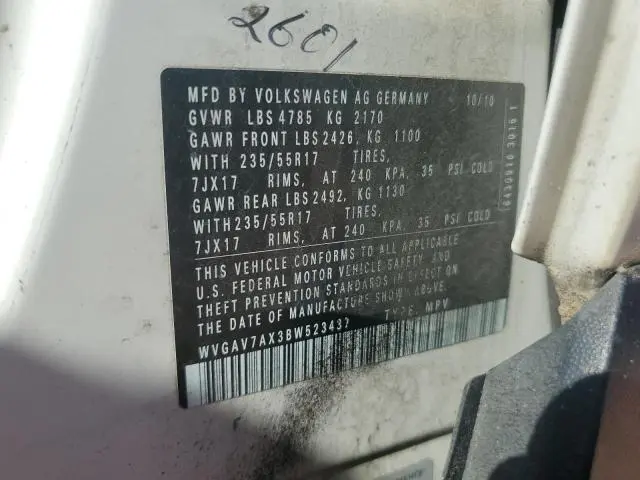 2601
MFD BY VOLKSWAGEN AG GERMANY 10/10
GVWR LBS 4785 KG 2170
GAWR FRONT LBS 2426, KG 1100
WITH 235/55R17 TIRES,
7JX17 RIMS, AT 240 KPA, 35 PSI COLD
GAWR REAR LBS 2492, KG 1130
WITH 235/55R17 TIRES,
7JX17 RIMS, AT 240 KPA, 35 PSI COLD
THIS VEHICLE CONFORMS TO ALL APPLICABLE
U.S. FEDERAL MOTOR VEHICLE SAFETY, AND
THEFT PREVENTION STANDARDS IN EFFECT ON
THE DATE OF MANUFACTURE SHOWN ABOVE.
WVGAV7AX3BW523437 TYPE: MPV